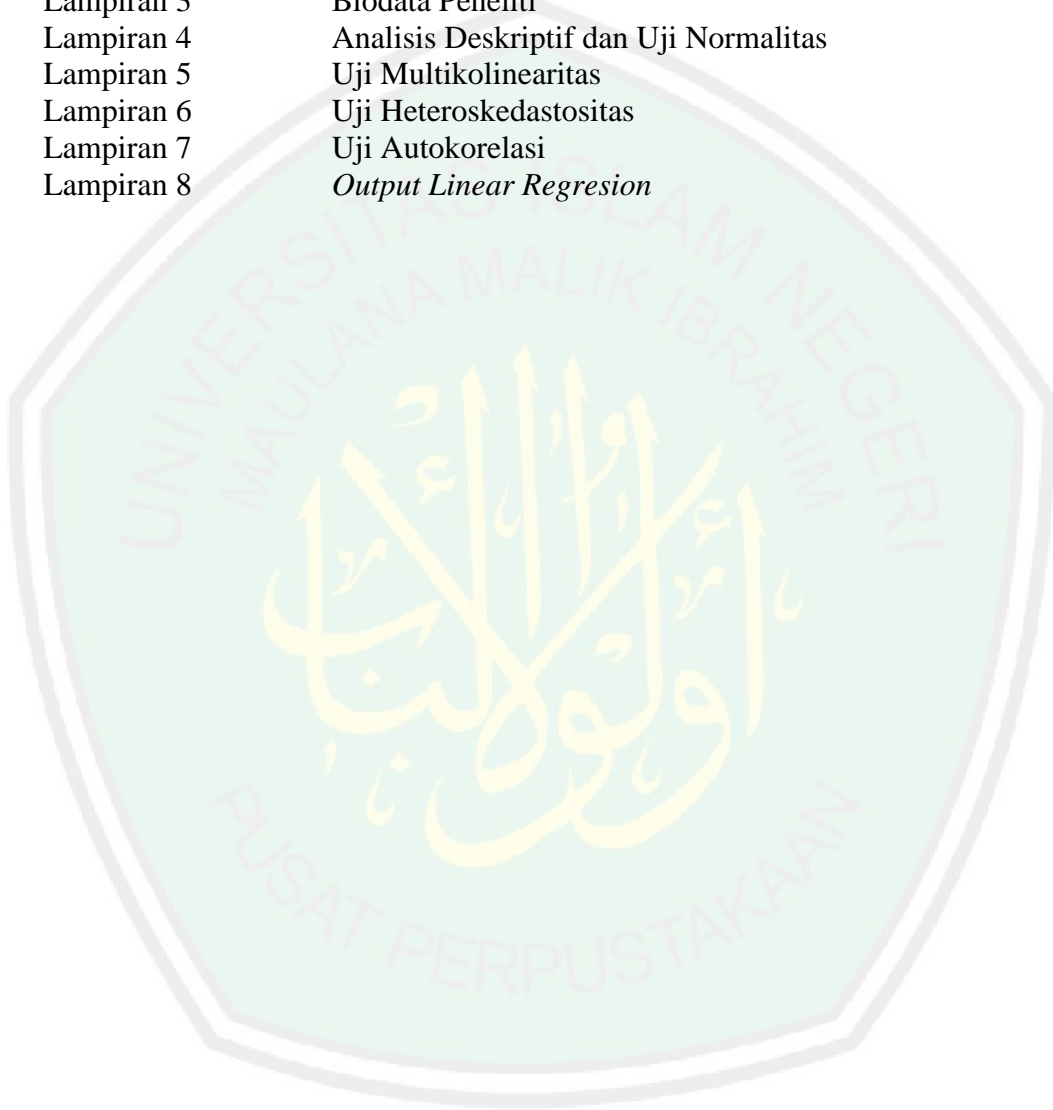 Lampiran 3 Biodata Peneliti
Lampiran 4 Analisis Deskriptif dan Uji Normalitas
Lampiran 5 Uji Multikolinearitas
Lampiran 6 Uji Heteroskedastositas
Lampiran 7 Uji Autokorelasi
Lampiran 8 Output Linear Regresion
UNIVERSITAS ISLAM NEGERI
MAULANA MALIK IBRAHIM
PUSAT PERPUSTAKAAN